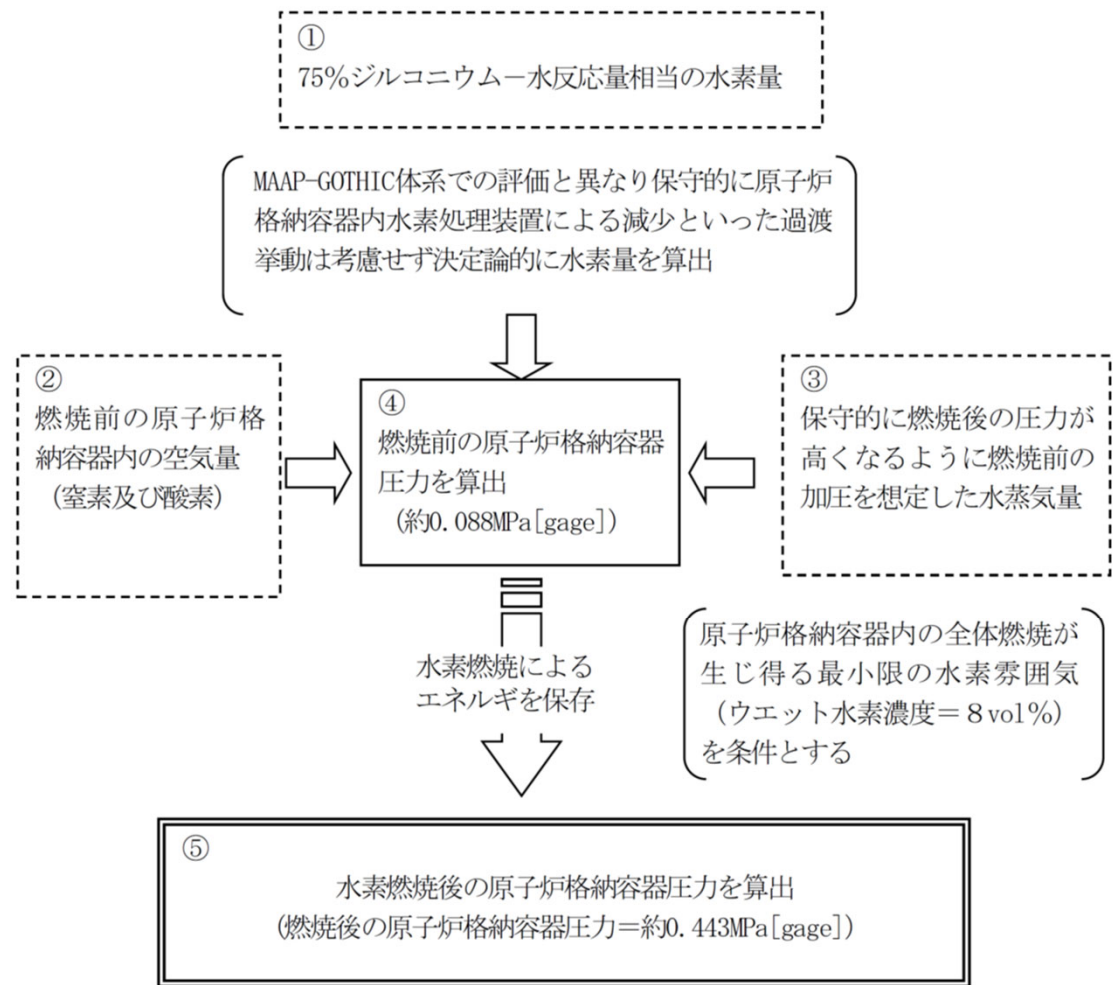 ①
75%ジルコニウム－水反応量相当の水素量
MAAP-GOTHIC体系での評価と異なり保守的に原子炉
格納容器内水素処理装置による減少といった過渡
挙動は考慮せず決定論的に水素量を算出
②
燃焼前の原子炉格
納容器内の空気量
（窒素及び酸素）
④
燃焼前の原子炉格納容器
圧力を算出
（約0.088MPa[gage]）
③
保守的に燃焼後の圧力が
高くなるように燃焼前の
加圧を想定した水蒸気量
水素燃焼による
エネルギを保存
原子炉格納容器内の全体燃焼が
生じ得る最小限の水素雰囲気
（ウエット水素濃度＝８vol％）
を条件とする
⑤
水素燃焼後の原子炉格納容器圧力を算出
(燃焼後の原子炉格納容器圧力＝約0.443MPa[gage])